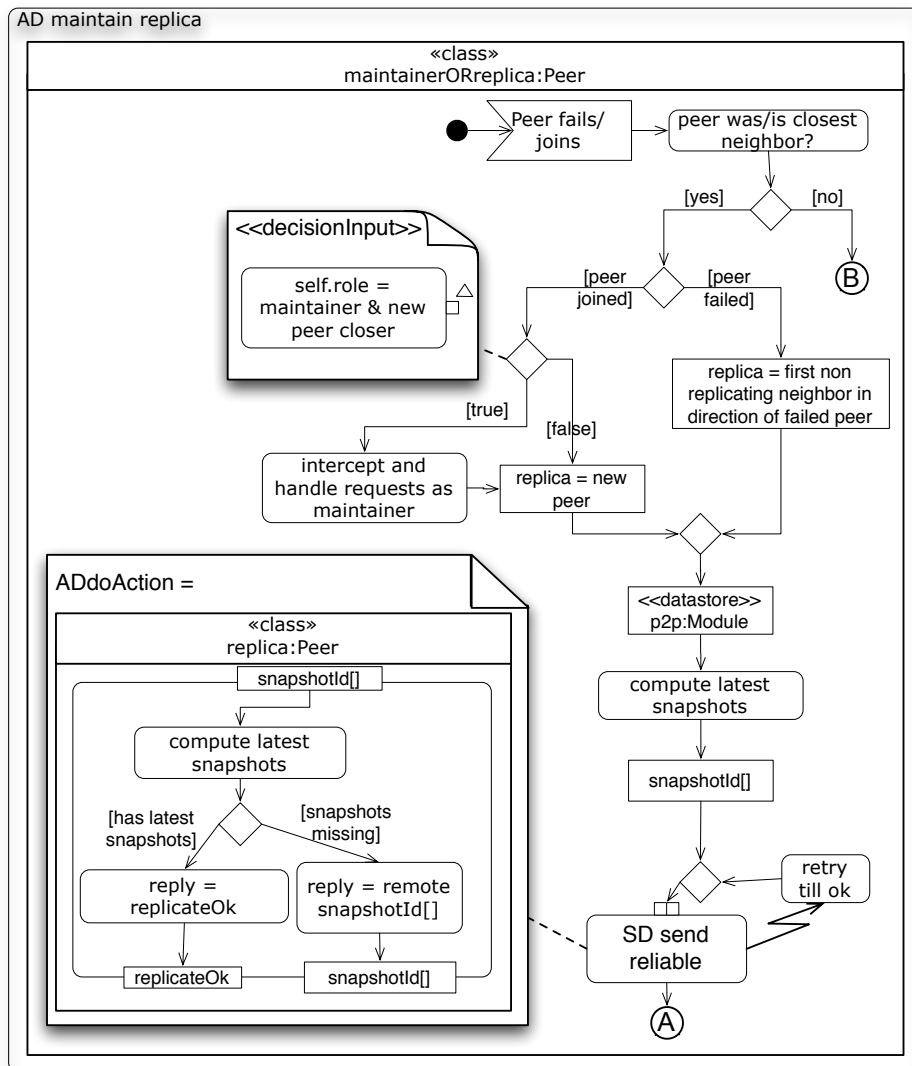 AD maintain replica
«class»
maintainerORreplica:Peer
Peer fails/
joins
peer was/is closest
neighbor?
[yes]
[no]
B
<<decisionInput>>
self.role =
maintainer & new
peer closer
[peer
joined]
[peer
failed]
replica = first non
replicating neighbor in
direction of failed peer
[true]
[false]
intercept and
handle requests as
maintainer
replica = new
peer
<<datastore>>
p2p:Module
compute latest
snapshots
snapshotId[]
retry
till ok
SD send
reliable
A
ADdoAction =
«class»
replica:Peer
snapshotId[]
compute latest
snapshots
[has latest
snapshots]
[snapshots
missing]
reply =
replicateOk
reply = remote
snapshotId[]
replicateOk
snapshotId[]